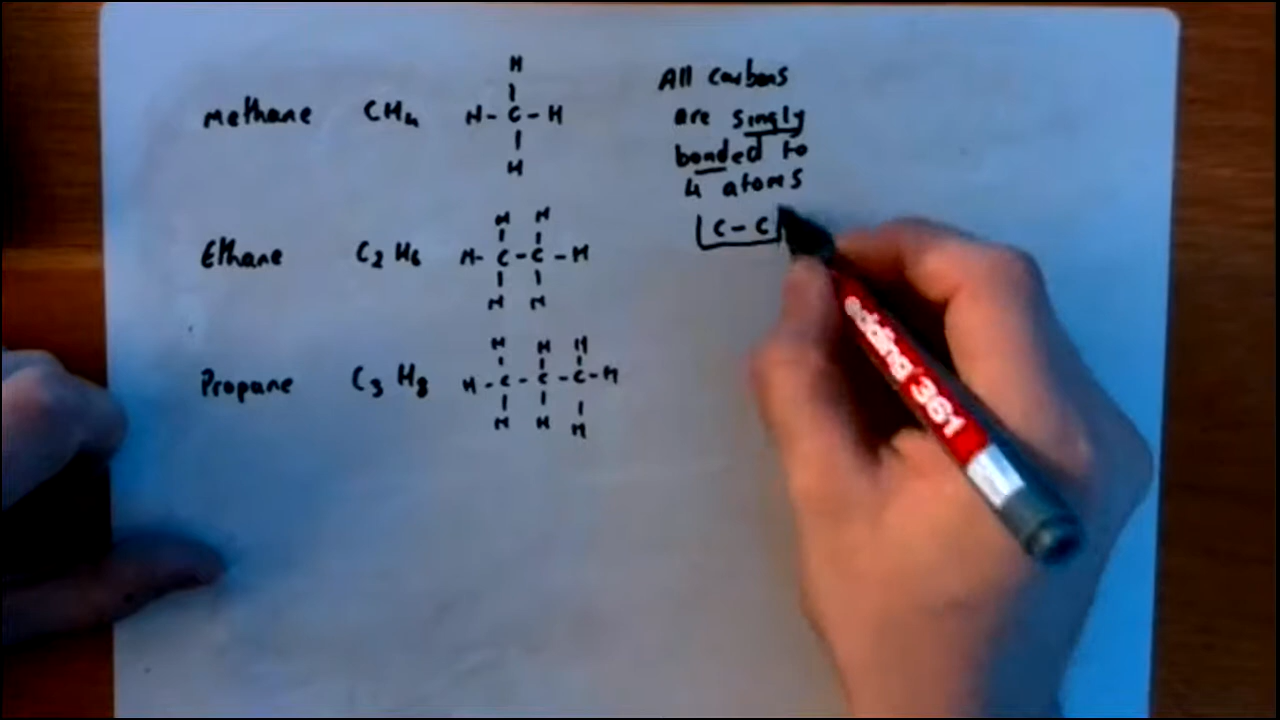 Methane CH4
H
H-C-H
H
Ethane C2H6
H H
H-C-C-H
H H
Propane C3H8
H H H
H-C-C-C-H
H H H
All carbons
are singly
bonded to
4 atoms
C-C
edding 361